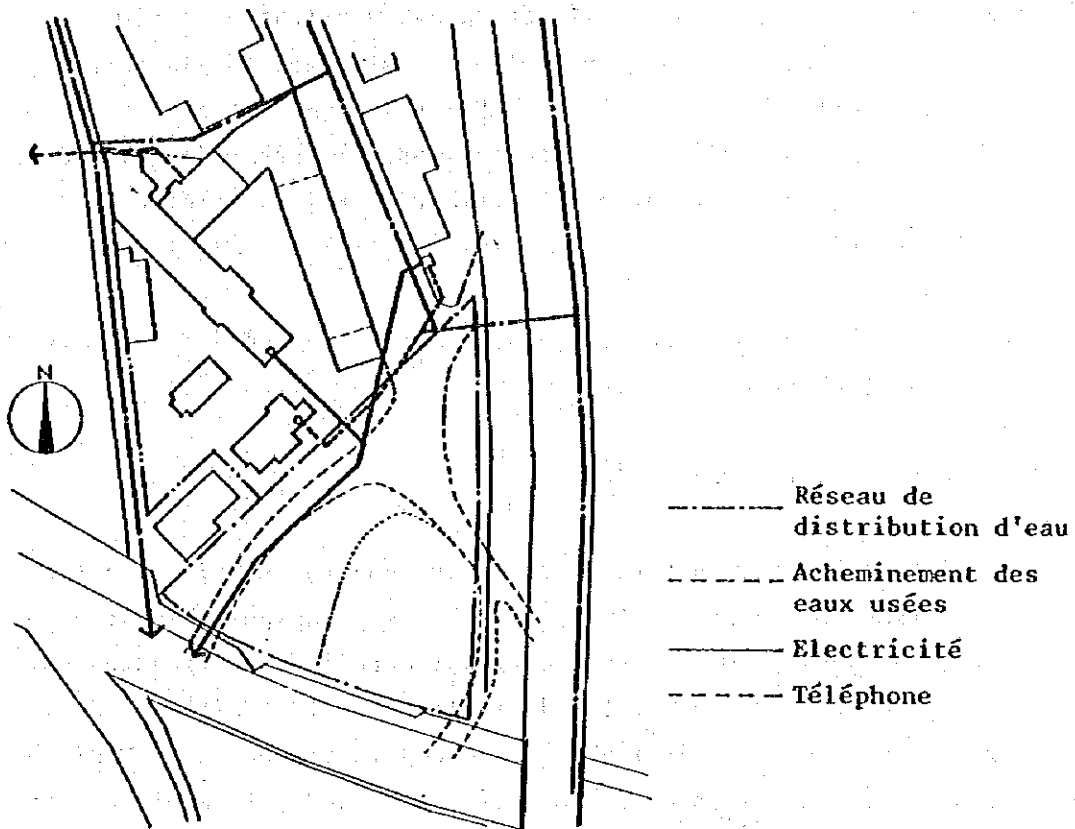 N
Réseau de
distribution d'eau
Acheminement des
eaux usées
Electricité
Téléphone